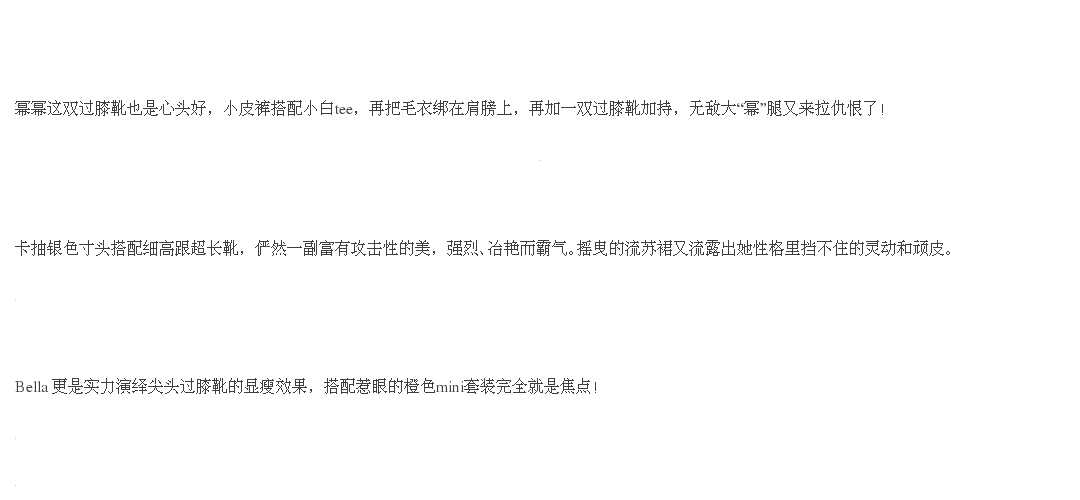 幂幂这双过膝靴也是心头好，小皮裤搭配小白tee，再把毛衣绑在肩膀上，再加一双过膝靴加持，无敌大“幂”腿又来拉仇恨了！
卡抽银色寸头搭配细高跟超长靴，俨然一副富有攻击性的美，强烈、冶艳而霸气。摇曳的流苏裙又流露出她性格里挡不住的灵动和顽皮。
Bella 更是实力演绎尖头过膝靴的显瘦效果，搭配惹眼的橙色mini套装完全就是焦点！